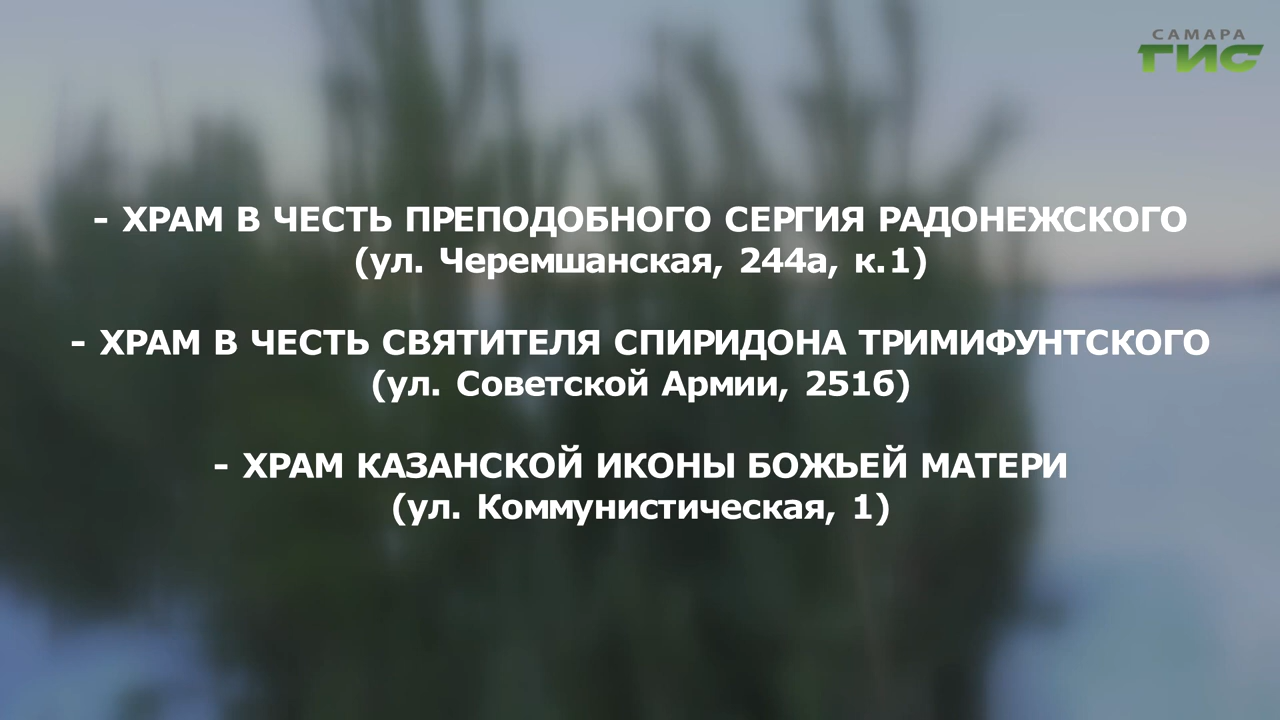 САМАРА
ГИС
- ХРАМ В ЧЕСТЬ ПРЕПОДОБНОГО СЕРГИЯ РАДОНЕЖСКОГО
(ул. Черемшанская, 244а, к.1)
- ХРАМ В ЧЕСТЬ СВЯТИТЕЛЯ СПИРИДОНА ТРИМИФУНТСКОГО
(ул. Советской Армии, 251б)
- ХРАМ КАЗАНСКОЙ ИКОНЫ БОЖЬЕЙ МАТЕРИ
(ул. Коммунистическая, 1)